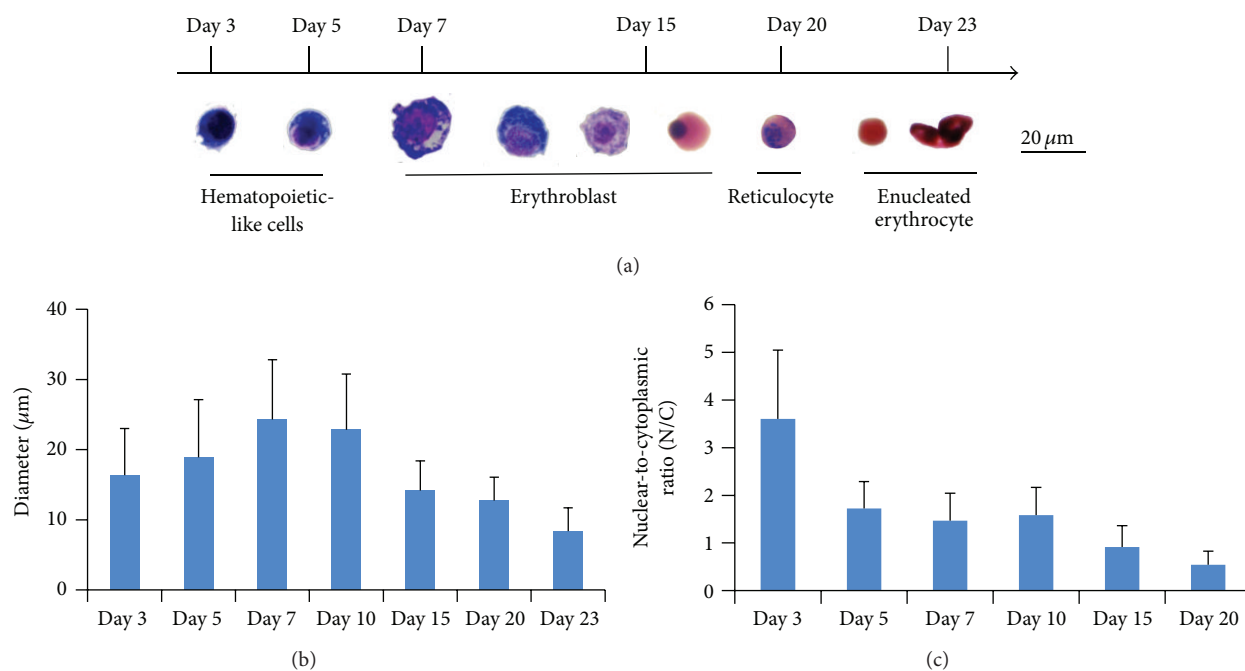 Day 3 Day 5 Day 7 Day 15 Day 20 Day 23
20 μm
Hematopoietic-
like cells
Erythroblast
Reticulocyte
Enucleated
erythrocyte
(a)
Diameter (μm)
40
30
20
10
0
Day 3 Day 5 Day 7 Day 10 Day 15 Day 20 Day 23
(b)
Nuclear-to-cytoplasmic
ratio (N/C)
6
5
4
3
2
1
0
Day 3 Day 5 Day 7 Day 10 Day 15 Day 20
(c)